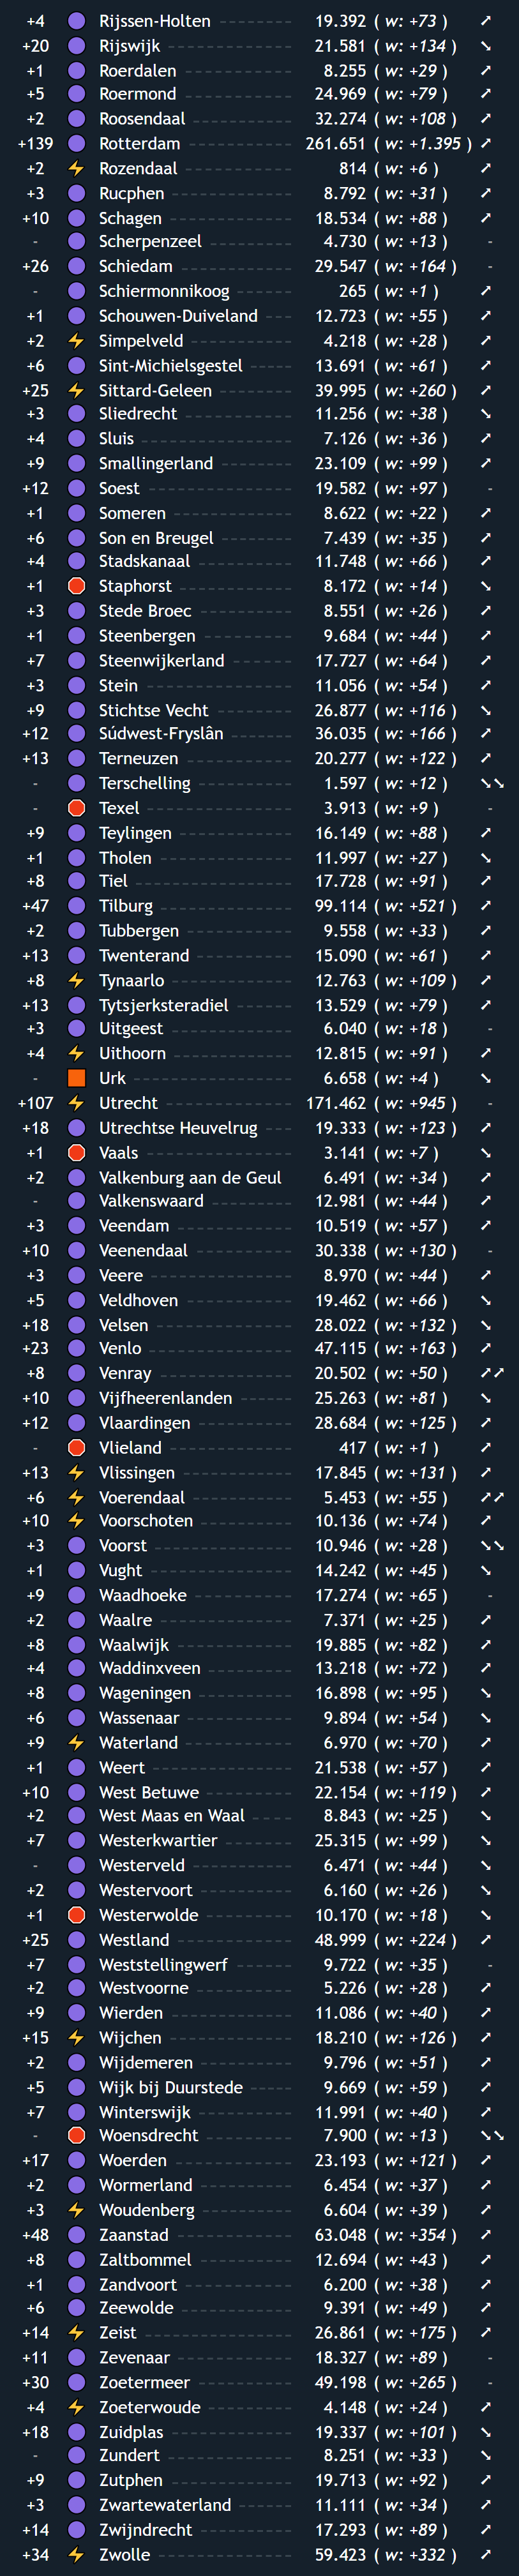 +4 Rijssen-Holten 19.392 ( w: +73 ) ➚
+20 Rijswijk 21.581 ( w: +134 ) ➘
+1 Roerdalen 8.255 ( w: +29 ) ➚
+5 Roermond 24.969 ( w: +79 ) ➚
+2 Roosendaal 32.274 ( w: +108 ) ➚
+139 Rotterdam 261.651 ( w: +1.395 ) ➚
+2 ⚡ Rozendaal 814 ( w: +6 ) ➚
+3 Rucphen 8.792 ( w: +31 ) ➚
+10 Schagen 18.534 ( w: +88 ) ➚
- Scherpenzeel 4.730 ( w: +13 ) -
+26 Schiedam 29.547 ( w: +164 ) -
- Schiermonnikoog 265 ( w: +1 ) ➚
+1 Schouwen-Duiveland 12.723 ( w: +55 ) ➚
+2 ⚡ Simpelveld 4.218 ( w: +28 ) ➚
+6 Sint-Michielsgestel 13.691 ( w: +61 ) ➚
+25 ⚡ Sittard-Geleen 39.995 ( w: +260 ) ➚
+3 Sliedrecht 11.256 ( w: +38 ) ➘
+4 Sluis 7.126 ( w: +36 ) ➚
+9 Smallingerland 23.109 ( w: +99 ) ➚
+12 Soest 19.582 ( w: +97 ) -
+1 Someren 8.622 ( w: +22 ) ➚
+6 Son en Breugel 7.439 ( w: +35 ) ➚
+4 Stadskanaal 11.748 ( w: +66 ) ➚
+1 Staphorst 8.172 ( w: +14 ) ➘
+3 Stede Broec 8.551 ( w: +26 ) ➚
+1 Steenbergen 9.684 ( w: +44 ) ➚
+7 Steenwijkerland 17.727 ( w: +64 ) ➚
+3 Stein 11.056 ( w: +54 ) ➚
+9 Stichtse Vecht 26.877 ( w: +116 ) ➘
+12 Súdwest-Fryslân 36.035 ( w: +166 ) ➚
+13 Terneuzen 20.277 ( w: +122 ) ➚
- Terschelling 1.597 ( w: +12 ) ➘➘
- Texel 3.913 ( w: +9 ) -
+9 Teylingen 16.149 ( w: +88 ) ➚
+1 Tholen 11.997 ( w: +27 ) ➘
+8 Tiel 17.728 ( w: +91 ) ➚
+47 Tilburg 99.114 ( w: +521 ) ➚
+2 Tubbergen 9.558 ( w: +33 ) ➚
+13 Twenterand 15.090 ( w: +61 ) ➚
+8 ⚡ Tynaarlo 12.763 ( w: +109 ) ➚
+13 Tytsjerksteradiel 13.529 ( w: +79 ) ➚
+3 Uitgeest 6.040 ( w: +18 ) -
+4 ⚡ Uithoorn 12.815 ( w: +91 ) ➚
- Urk 6.658 ( w: +4 ) ➘
+107 ⚡ Utrecht 171.462 ( w: +945 ) -
+18 Utrechtse Heuvelrug 19.333 ( w: +123 ) ➚
+1 Vaals 3.141 ( w: +7 ) ➘
+2 Valkenburg aan de Geul 6.491 ( w: +34 ) ➚
- Valkenswaard 12.981 ( w: +44 ) ➚
+3 Veendam 10.519 ( w: +57 ) ➚
+10 Veenendaal 30.338 ( w: +130 ) -
+3 Veere 8.970 ( w: +44 ) ➚
+5 Veldhoven 19.462 ( w: +66 ) ➘
+18 Velsen 28.022 ( w: +132 ) ➘
+23 Venlo 47.115 ( w: +163 ) ➚
+8 Venray 20.502 ( w: +50 ) ➚➚
+10 Vijfheerenlanden 25.263 ( w: +81 ) ➘
+12 Vlaardingen 28.684 ( w: +125 ) ➚
- Vlieland 417 ( w: +1 ) ➚
+13 ⚡ Vlissingen 17.845 ( w: +131 ) ➚
+6 ⚡ Voerendaal 5.453 ( w: +55 ) ➚➚
+10 ⚡ Voorschoten 10.136 ( w: +74 ) ➚
+3 Voorst 10.946 ( w: +28 ) ➘➘
+1 Vught 14.242 ( w: +45 ) ➘
+9 Waadhoeke 17.274 ( w: +65 ) -
+2 Waalre 7.371 ( w: +25 ) ➚
+8 Waalwijk 19.885 ( w: +82 ) ➚
+4 Waddinxveen 13.218 ( w: +72 ) ➚
+8 Wageningen 16.898 ( w: +95 ) ➘
+6 Wassenaar 9.894 ( w: +54 ) ➘
+9 ⚡ Waterland 6.970 ( w: +70 ) ➚
+1 Weert 21.538 ( w: +57 ) ➚
+10 West Betuwe 22.154 ( w: +119 ) ➚
+2 West Maas en Waal 8.843 ( w: +25 ) ➘
+7 Westerkwartier 25.315 ( w: +99 ) ➘
- Westerveld 6.471 ( w: +44 ) ➘
+2 Westervoort 6.160 ( w: +26 ) ➘
+1 Westerwolde 10.170 ( w: +18 ) ➘
+25 Westland 48.999 ( w: +224 ) ➚
+7 Weststellingwerf 9.722 ( w: +35 ) -
+2 Westvoorne 5.226 ( w: +28 ) ➚
+9 Wierden 11.086 ( w: +40 ) ➚
+15 ⚡ Wijchen 18.210 ( w: +126 ) ➚
+2 Wijdemeren 9.796 ( w: +51 ) ➚
+5 Wijk bij Duurstede 9.669 ( w: +59 ) ➚
+7 Winterswijk 11.991 ( w: +40 ) ➚
- Woensdrecht 7.900 ( w: +13 ) ➘➘
+17 Woerden 23.193 ( w: +121 ) ➚
+2 Wormerland 6.454 ( w: +37 ) ➚
+3 ⚡ Woudenberg 6.604 ( w: +39 ) ➚
+48 Zaanstad 63.048 ( w: +354 ) ➚
+8 Zaltbommel 12.694 ( w: +43 ) ➚
+1 Zandvoort 6.200 ( w: +38 ) ➚
+6 Zeewolde 9.391 ( w: +49 ) ➚
+14 ⚡ Zeist 26.861 ( w: +175 ) ➚
+11 Zevenaar 18.327 ( w: +89 ) -
+30 Zoetermeer 49.198 ( w: +265 ) -
+4 ⚡ Zoeterwoude 4.148 ( w: +24 ) ➚
+18 Zuidplas 19.337 ( w: +101 ) ➘
- Zundert 8.251 ( w: +33 ) ➘
+9 Zutphen 19.713 ( w: +92 ) ➚
+3 Zwartewaterland 11.111 ( w: +34 ) ➚
+14 Zwijndrecht 17.293 ( w: +89 ) ➚
+34 ⚡ Zwolle 59.423 ( w: +332 ) ➚